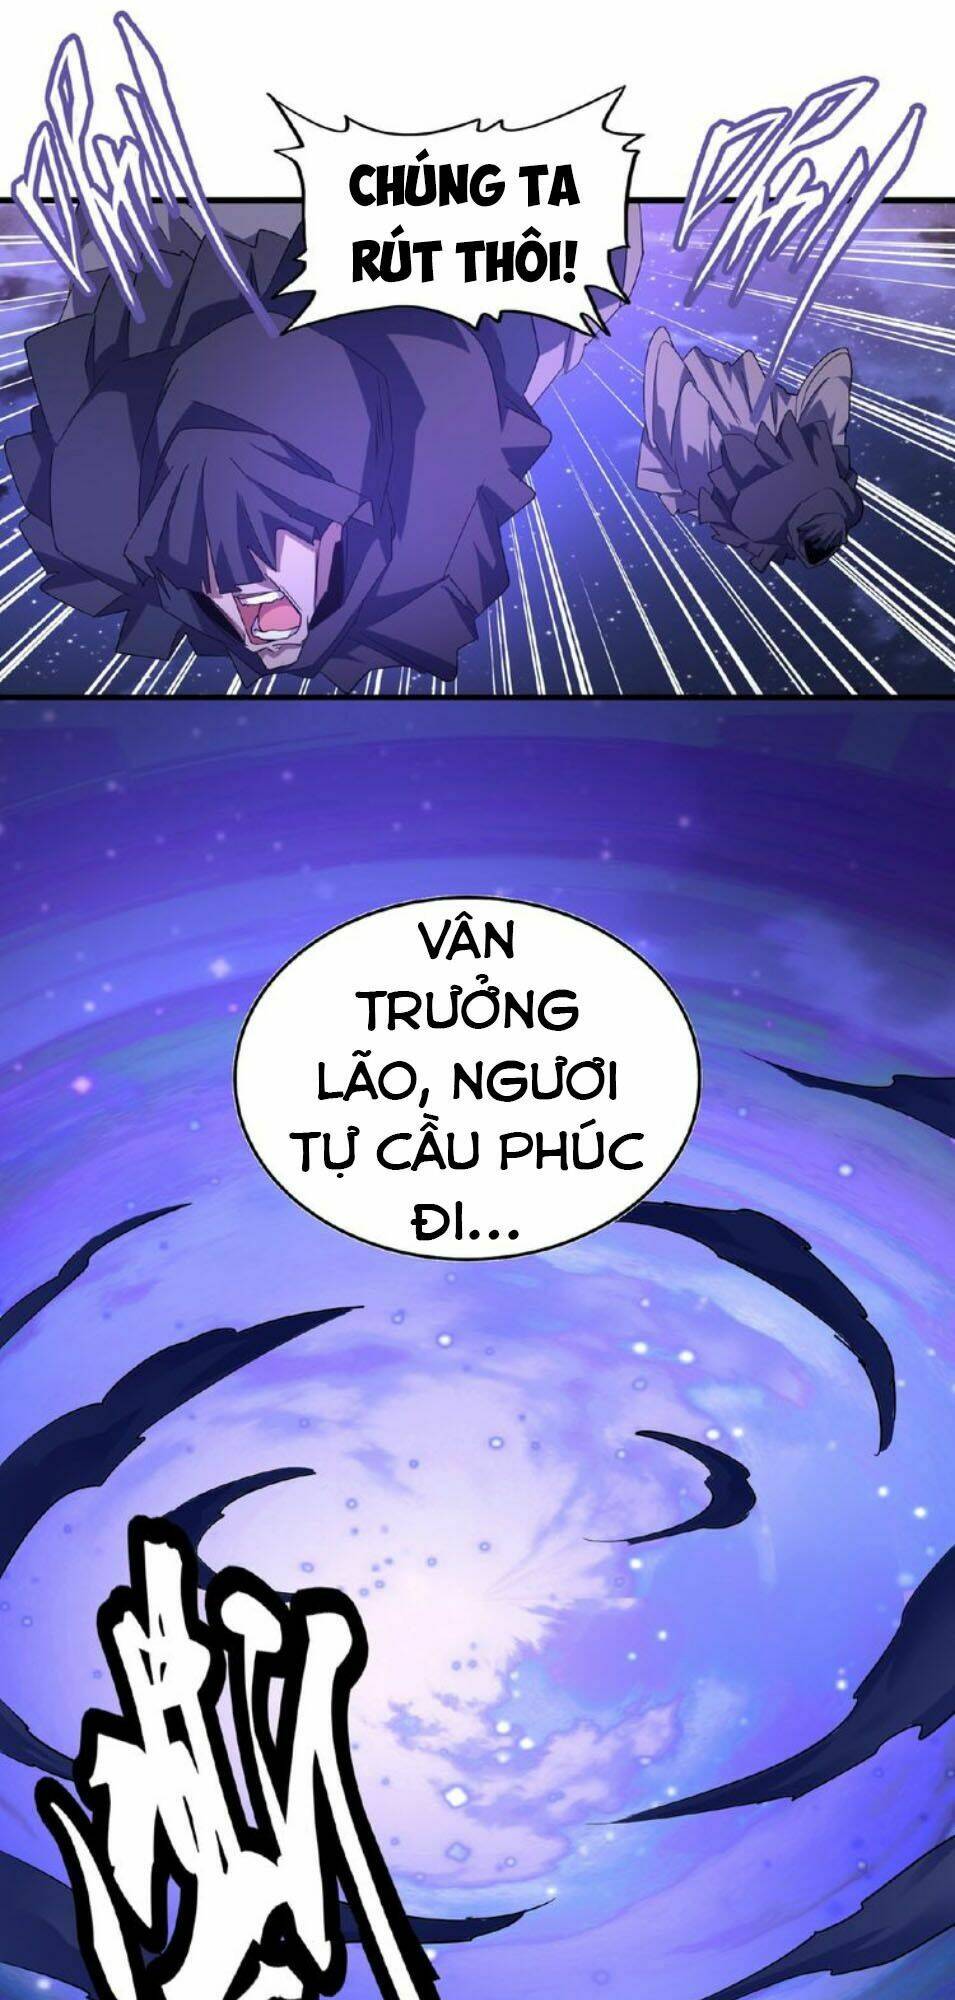 CHÚNG TA
RÚT THÔI!
VÂN
TRƯỞNG
LÃO, NGƯƠI
TỰ CẦU PHÚC
ĐI...